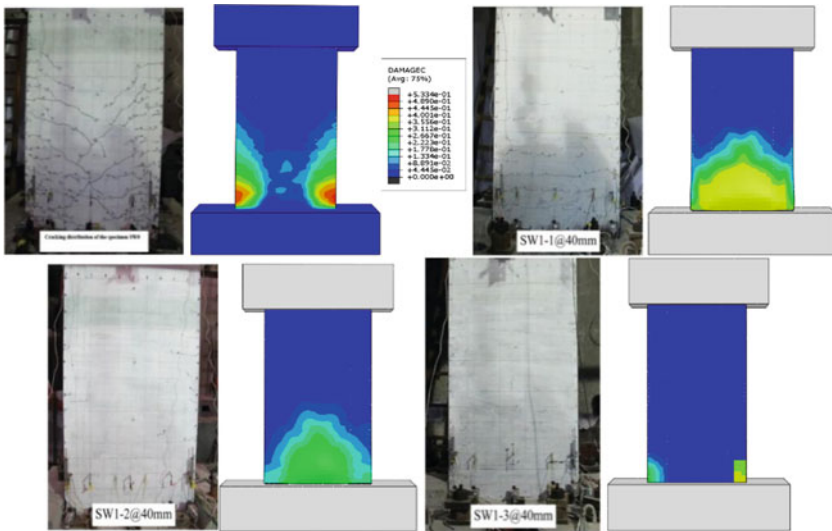 DAMAGEC
(Avg: 75%)
+5.334e-01
+4.890e-01
+4.445e-01
+4.001e-01
+3.556e-01
+3.112e-01
+2.667e-01
+2.223e-01
+1.778e-01
+1.334e-01
+8.891e-02
+4.445e-02
+0.000e+00
Cracking distribution of the specimen
SW1-1@40mm
SW1-2@40mm
SW1-3@40mm